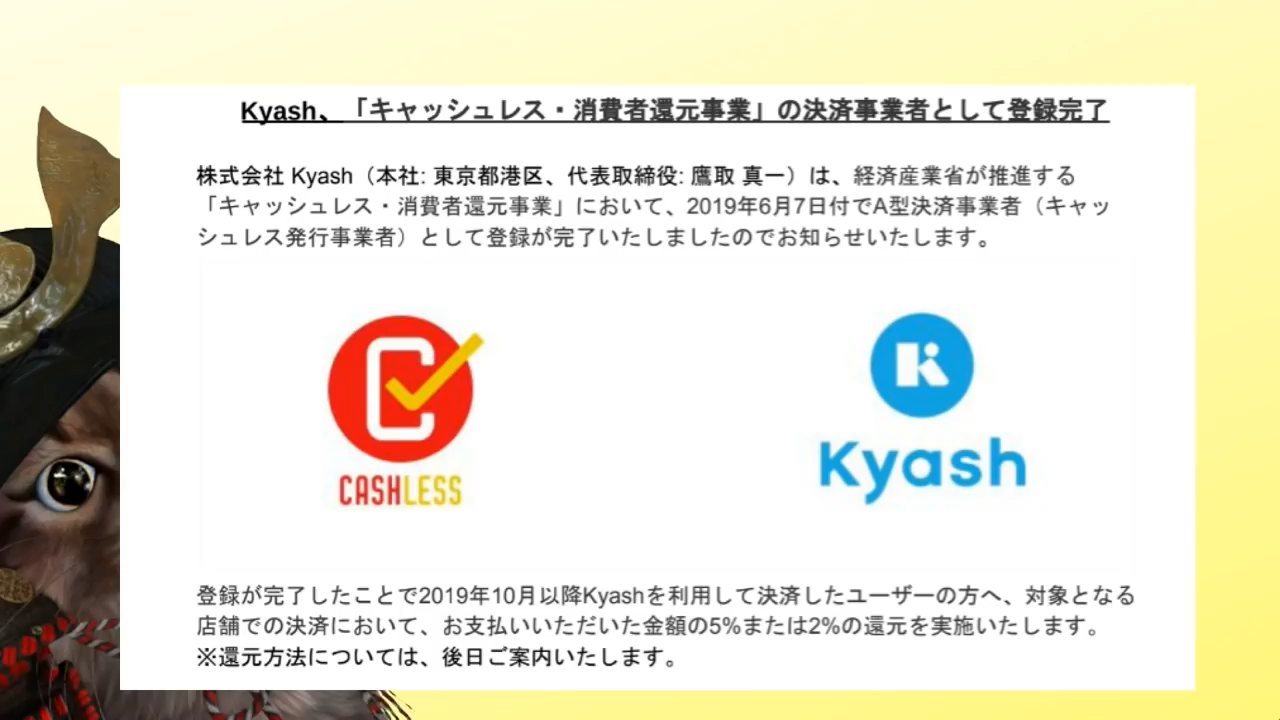 Kyash、「キャッシュレス・消費者還元事業」の決済事業者として登録完了
株式会社 Kyash（本社: 東京都港区、代表取締役: 鷹取 真一）は、経済産業省が推進する
「キャッシュレス・消費者還元事業」において、2019年6月7日付でA型決済事業者（キャッ
シュレス発行事業者）として登録が完了いたしましたのでお知らせいたします。
CASHLESS
Kyash
登録が完了したことで2019年10月以降Kyashを利用して決済したユーザーの方へ、対象となる
店舗での決済において、お支払いいただいた金額の5%または2%の還元を実施いたします。
※還元方法については、後日ご案内いたします。